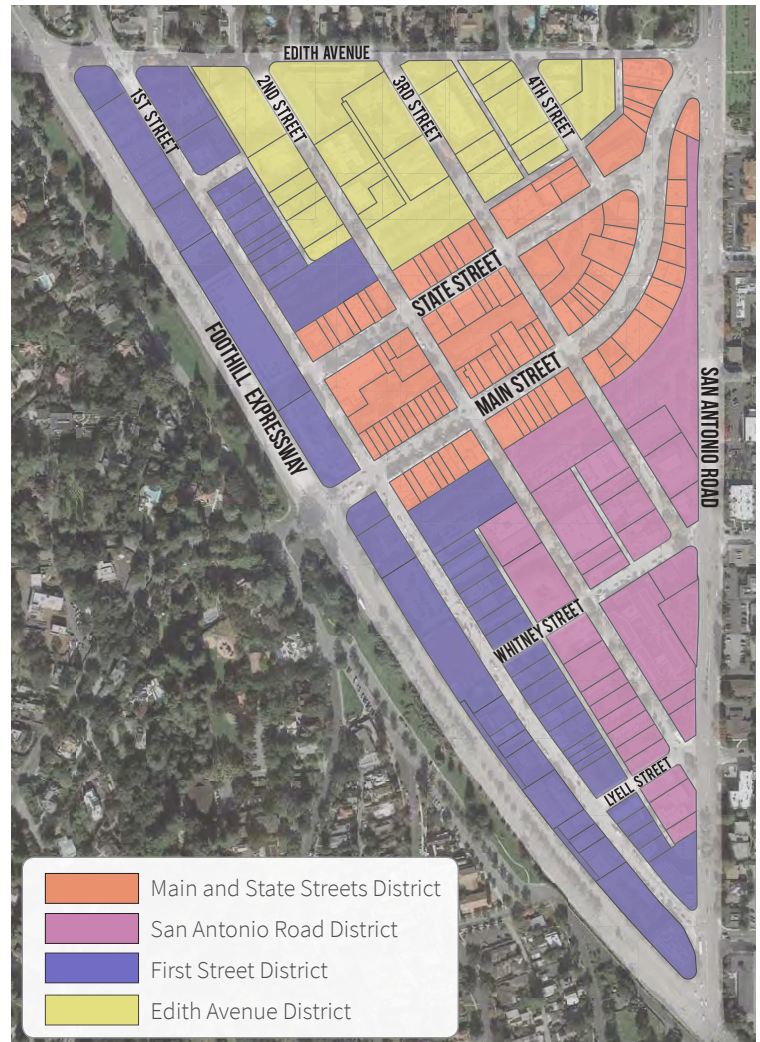 EDITH AVENUE
1ST STREET
2ND STREET
3RD STREET
4TH STREET
STATE STREET
MAIN STREET
FOOTHILL EXPRESSWAY
SAN ANTONIO ROAD
WHITNEY STREET
LYELL STREET
Main and State Streets District
San Antonio Road District
First Street District
Edith Avenue District